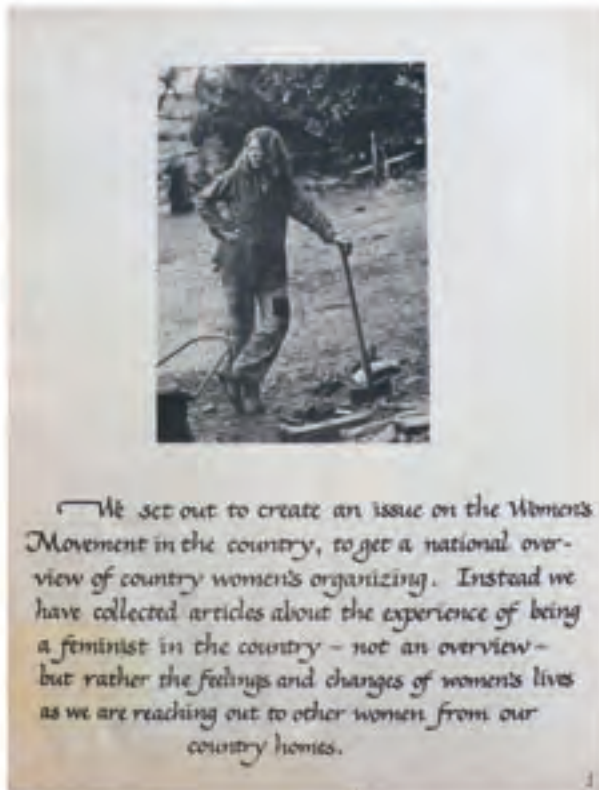 We set out to create an issue on the Women's
Movement in the country, to get a national over-
view of country women's organizing. Instead we
have collected articles about the experience of being
a feminist in the country - not an overview -
but rather the feelings and changes of women's lives
as we are reaching out to other women from our
country homes.
1